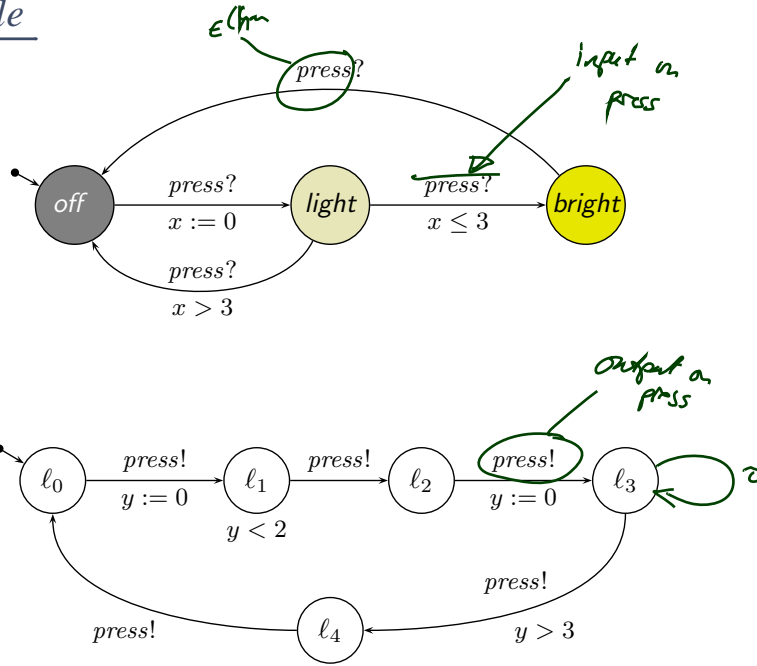 le
∈ Chan
press?
input on
press
press?
press?
off
light
bright
x := 0
x ≤ 3
press?
x > 3
output on
press
press!
press!
press!
ℓ0
ℓ1
ℓ2
ℓ3
y := 0
y := 0
y < 2
press!
press!
ℓ4
y > 3